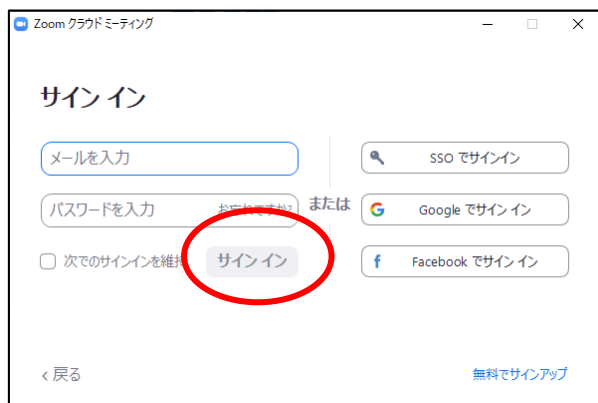 Zoom クラウド ミーティング
サイン イン
メールを入力
パスワードを入力 お忘れですか?
次でのサインインを維持
サイン イン
または
SSO でサインイン
Google でサイン イン
Facebook でサイン イン
戻る
無料でサインアップ